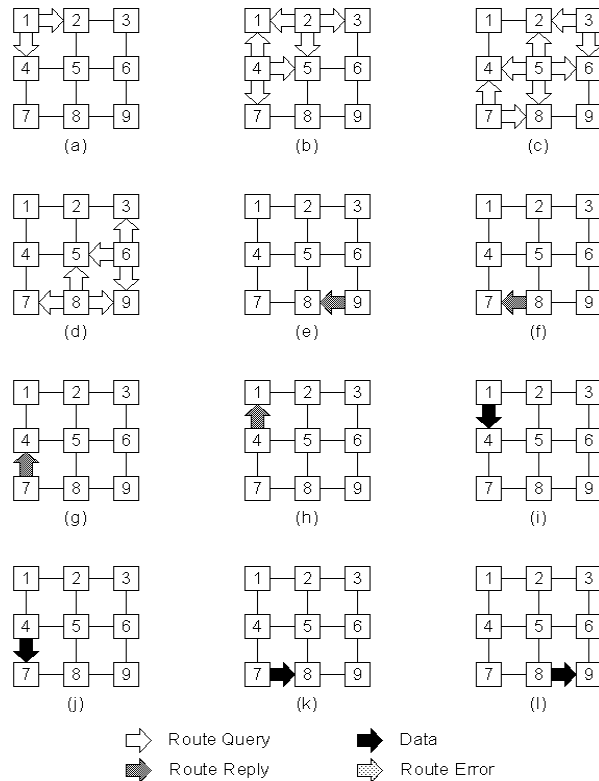 1 2 3 1 2 3 1 2 3
4 5 6 4 5 6 4 5 6
7 8 9 7 8 9 7 8 9
(a) (b) (c)
1 2 3 1 2 3 1 2 3
4 5 6 4 5 6 4 5 6
7 8 9 7 8 9 7 8 9
(d) (e) (f)
1 2 3 1 2 3 1 2 3
4 5 6 4 5 6 4 5 6
7 8 9 7 8 9 7 8 9
(g) (h) (i)
1 2 3 1 2 3 1 2 3
4 5 6 4 5 6 4 5 6
7 8 9 7 8 9 7 8 9
(j) (k) (l)
Route Query Data
Route Reply Route Error